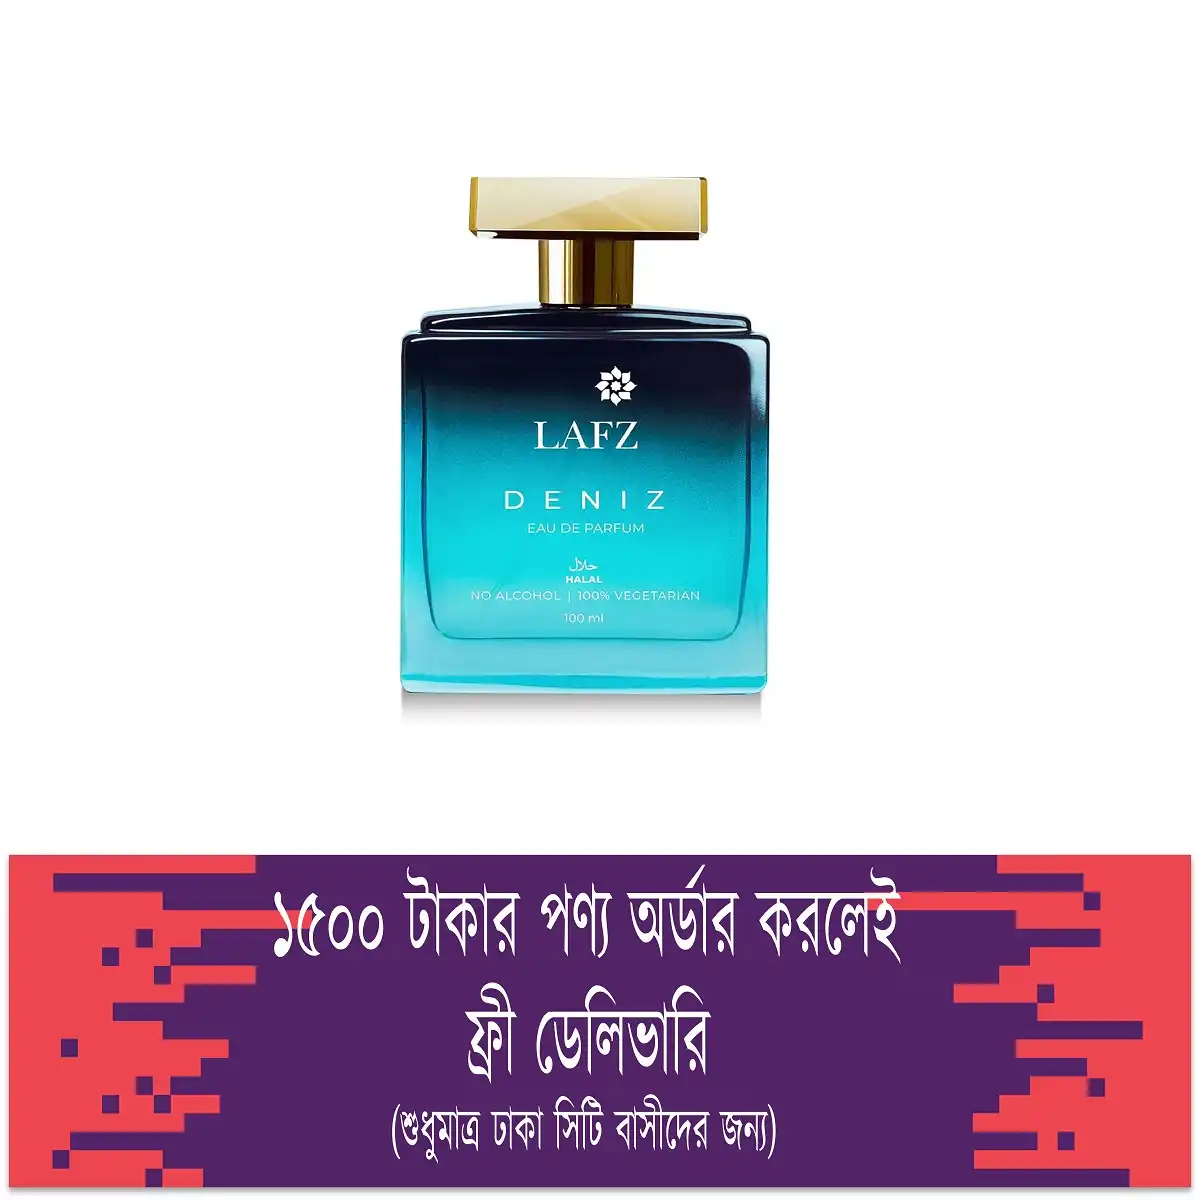 LAFZ
DENIZ
EAU DE PARFUM
حلال
HALAL
NO ALCOHOL | 100% VEGETARIAN
100 ml
১৫০০ টাকার পণ্য অর্ডার করলেই
ফ্রী ডেলিভারি
(শুধুমাত্র ঢাকা সিটি বাসীদের জন্য)